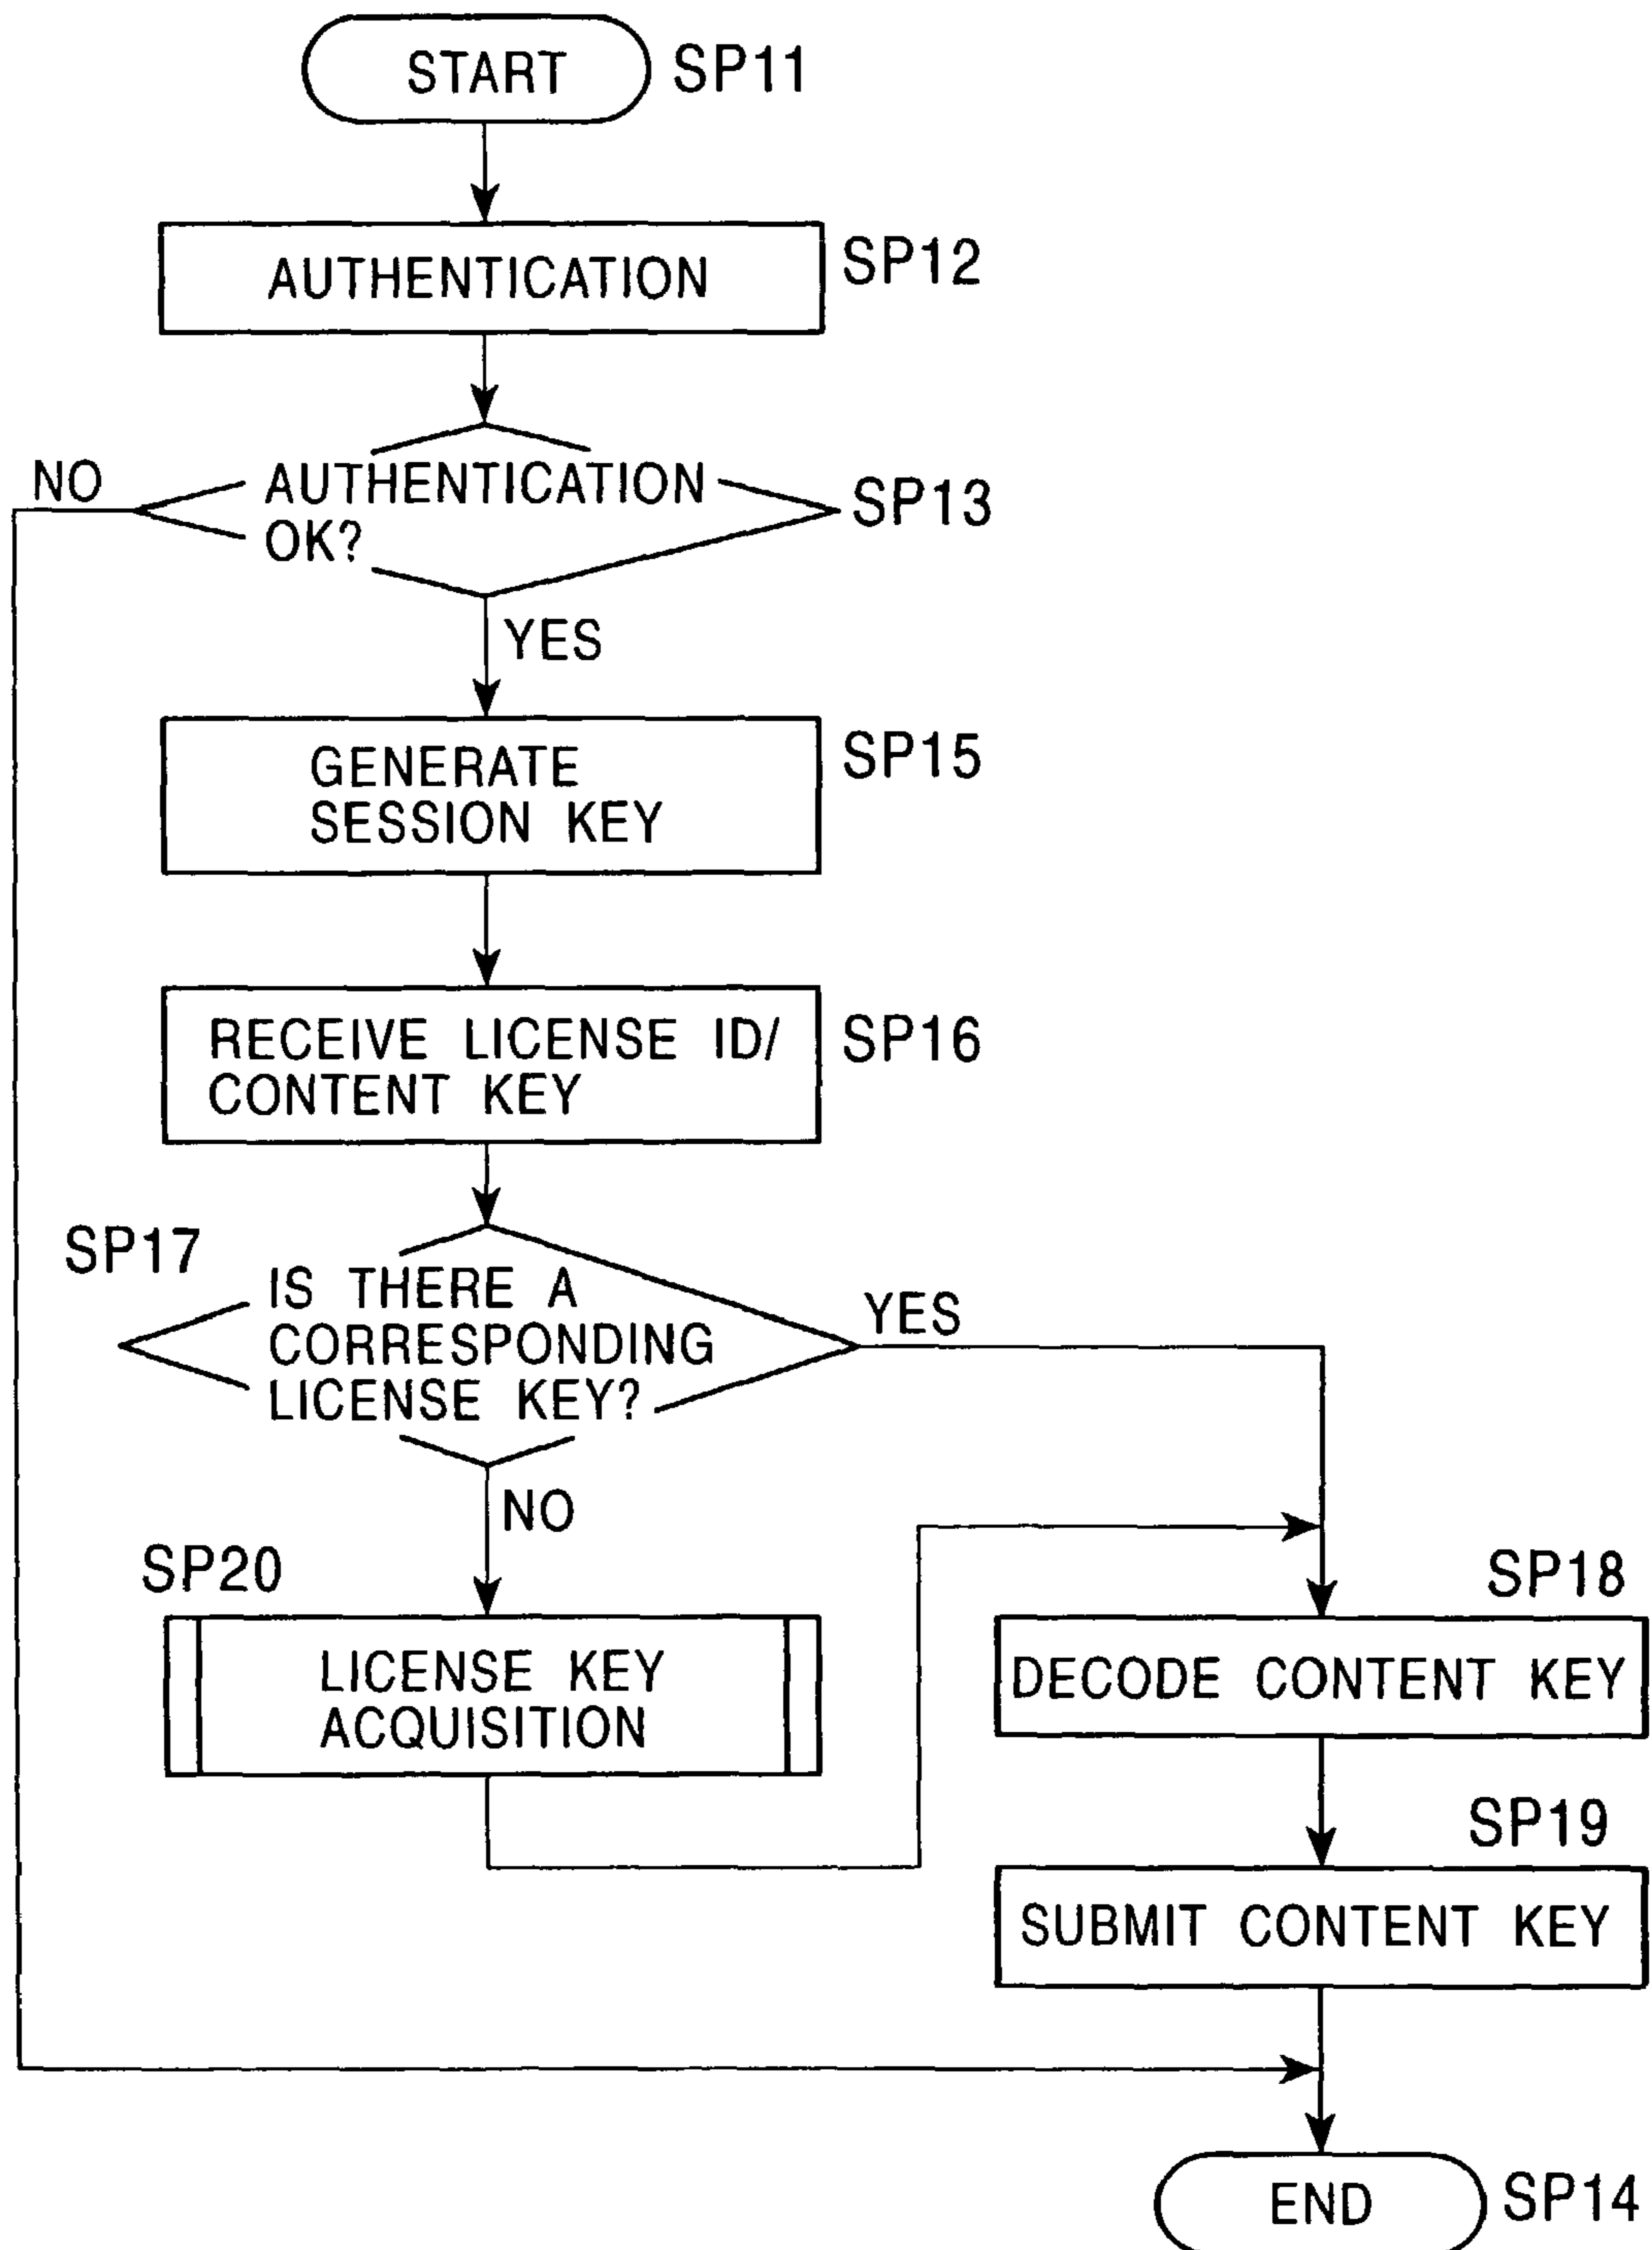 START SP11
AUTHENTICATION SP12
NO AUTHENTICATION SP13
OK?
YES
GENERATE SP15
SESSION KEY
RECEIVE LICENSE ID/ SP16
CONTENT KEY
SP17
IS THERE A
CORRESPONDING
LICENSE KEY?
YES
NO
SP20
LICENSE KEY
ACQUISITION
SP18
DECODE CONTENT KEY
SP19
SUBMIT CONTENT KEY
END SP14